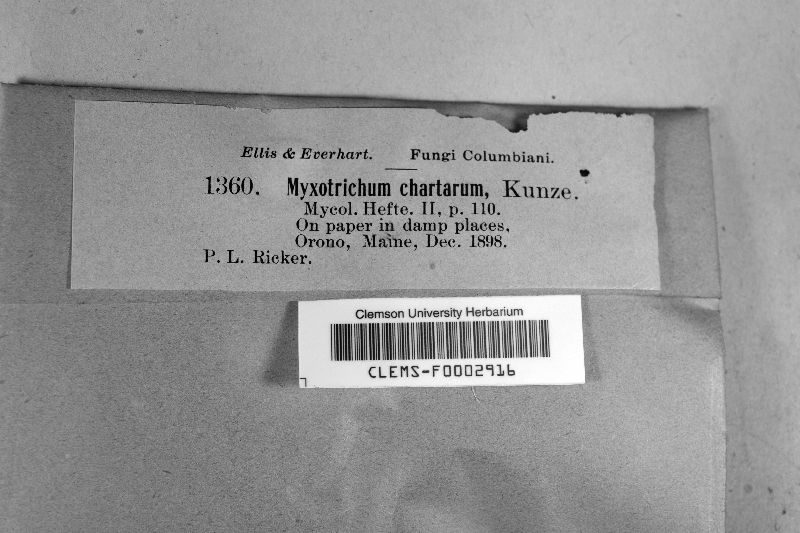 Ellis & Everhart. Fungi Columbiani.
1360. Myxotrichum chartarum, Kunze.
Mycol. Hefte. II, p. 110.
On paper in damp places,
Orono, Maine, Dec. 1898.
P. L. Ricker.
Clemson University Herbarium
CLEMS-F0002916